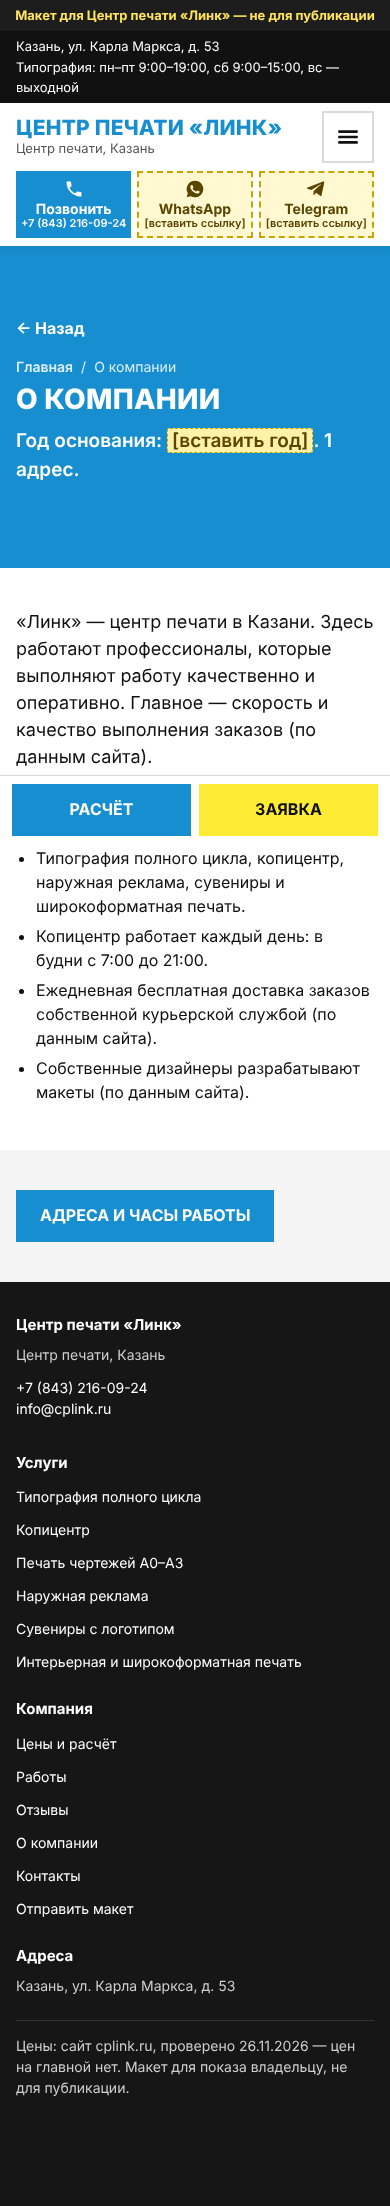 Макет для Центр печати «Линк» — не для публикации
Казань, ул. Карла Маркса, д. 53
Типография: пн–пт 9:00–19:00, сб 9:00–15:00, вс —
выходной
ЦЕНТР ПЕЧАТИ «ЛИНК»
Центр печати, Казань
Позвонить
+7 (843) 216-09-24
WhatsApp
[вставить ссылку]
Telegram
[вставить ссылку]
← Назад
Главная / О компании
О КОМПАНИИ
Год основания: [вставить год]. 1
адрес.
«Линк» — центр печати в Казани. Здесь
работают профессионалы, которые
выполняют работу качественно и
оперативно. Главное — скорость и
качество выполнения заказов (по
данным сайта).
РАСЧЁТ
ЗАЯВКА
• Типография полного цикла, копицентр,
наружная реклама, сувениры и
широкоформатная печать.
• Копицентр работает каждый день: в
будни с 7:00 до 21:00.
• Ежедневная бесплатная доставка заказов
собственной курьерской службой (по
данным сайта).
• Собственные дизайнеры разрабатывают
макеты (по данным сайта).
АДРЕСА И ЧАСЫ РАБОТЫ
Центр печати «Линк»
Центр печати, Казань
+7 (843) 216-09-24
info@cplink.ru
Услуги
Типография полного цикла
Копицентр
Печать чертежей А0–А3
Наружная реклама
Сувениры с логотипом
Интерьерная и широкоформатная печать
Компания
Цены и расчёт
Работы
Отзывы
О компании
Контакты
Отправить макет
Адреса
Казань, ул. Карла Маркса, д. 53
Цены: сайт cplink.ru, проверено 26.11.2026 — цен
на главной нет. Макет для показа владельцу, не
для публикации.